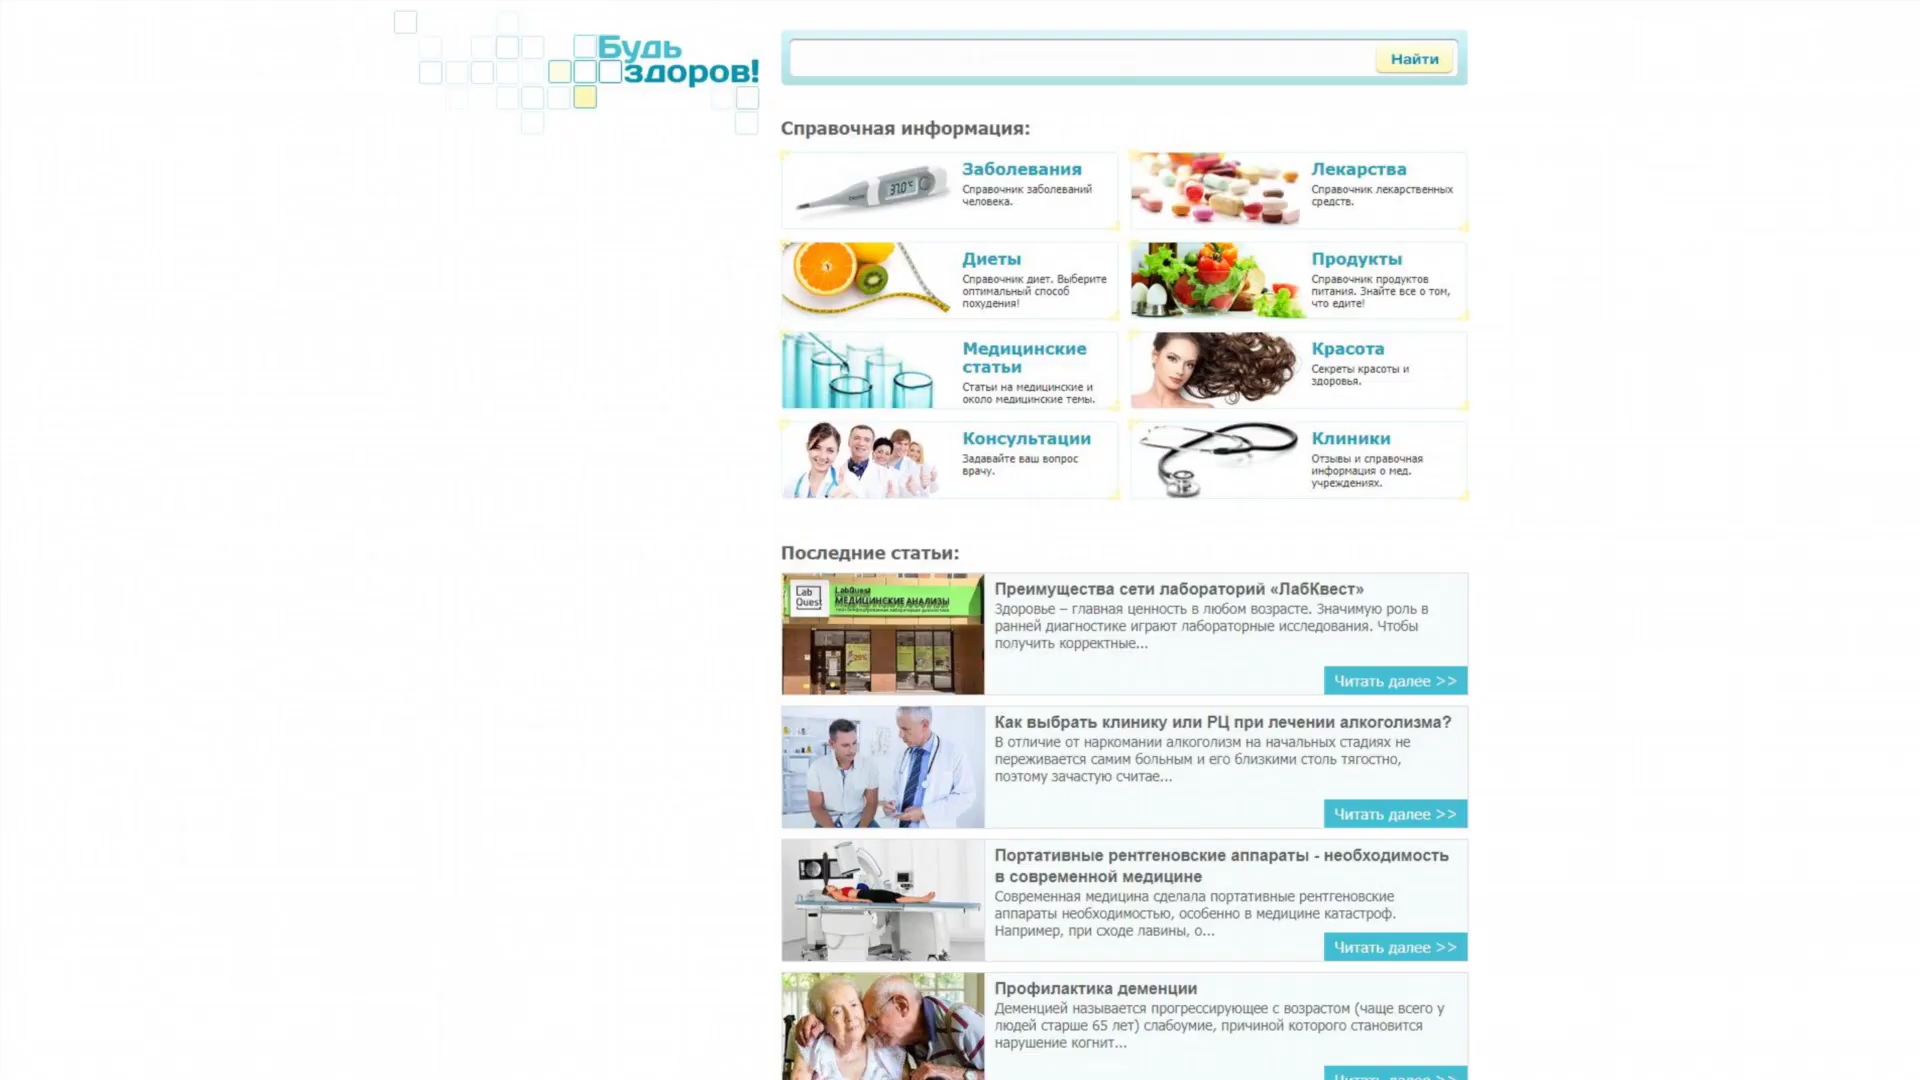 Будь
здоров!
Найти
Справочная информация:
37.0°c
Заболевания
Справочник заболеваний
человека.
Лекарства
Справочник лекарственных
средств.
Диеты
Справочник диет. Выберите
оптимальный способ
похудения!
Продукты
Справочник продуктов
питания. Знайте все о том,
что едите!
Медицинские
статьи
Статьи на медицинские и
около медицинские темы.
Красота
Секреты красоты и
здоровья.
Консультации
Задавайте ваш вопрос
врачу.
Клиники
Отзывы и справочная
информация о мед.
учреждениях.
Последние статьи:
Lab
Quest
LabQuest
МЕДИЦИНСКИЕ АНАЛИЗЫ
Преимущества сети лабораторий «ЛабКвест»
Здоровье – главная ценность в любом возрасте. Значимую роль в
ранней диагностике играют лабораторные исследования. Чтобы
получить корректные...
Читать далее >>
Как выбрать клинику или РЦ при лечении алкоголизма?
В отличие от наркомании алкоголизм на начальных стадиях не
переживается самим больным и его близкими столь тягостно,
поэтому зачастую считае...
Читать далее >>
Портативные рентгеновские аппараты - необходимость
в современной медицине
Современная медицина сделала портативные рентгеновские
аппараты необходимостью, особенно в медицине катастроф.
Например, при сходе лавины, о...
Читать далее >>
Профилактика деменции
Деменцией называется прогрессирующее с возрастом (чаще всего у
людей старше 65 лет) слабоумие, причиной которого становится
нарушение когнит...
Читать далее >>